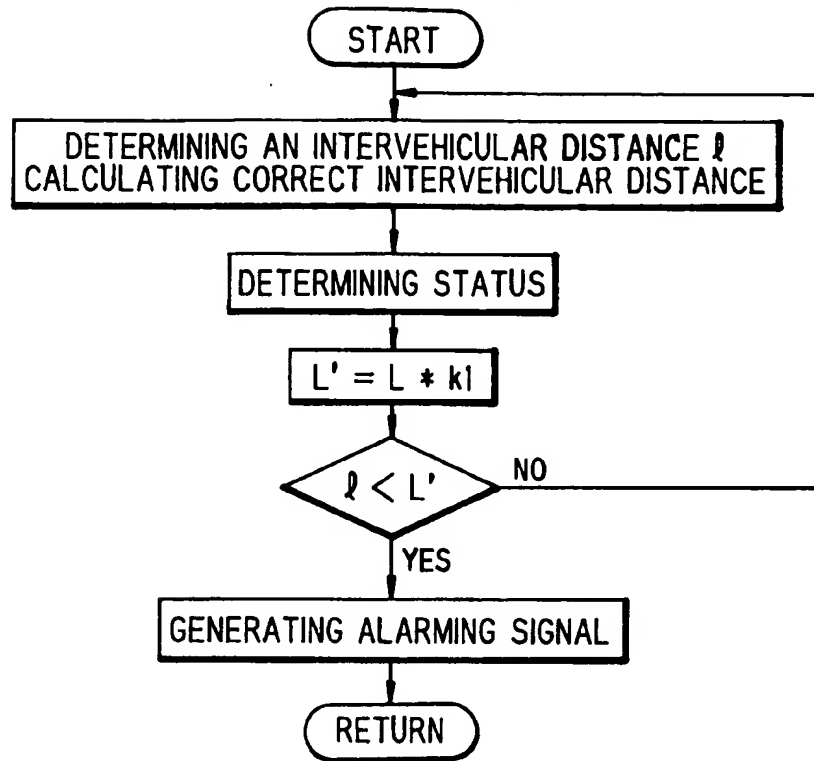 START
DETERMINING AN INTERVEHICULAR DISTANCE ℓ
CALCULATING CORRECT INTERVEHICULAR DISTANCE
DETERMINING STATUS
L' = L * k1
ℓ < L'
NO
YES
GENERATING ALARMING SIGNAL
RETURN